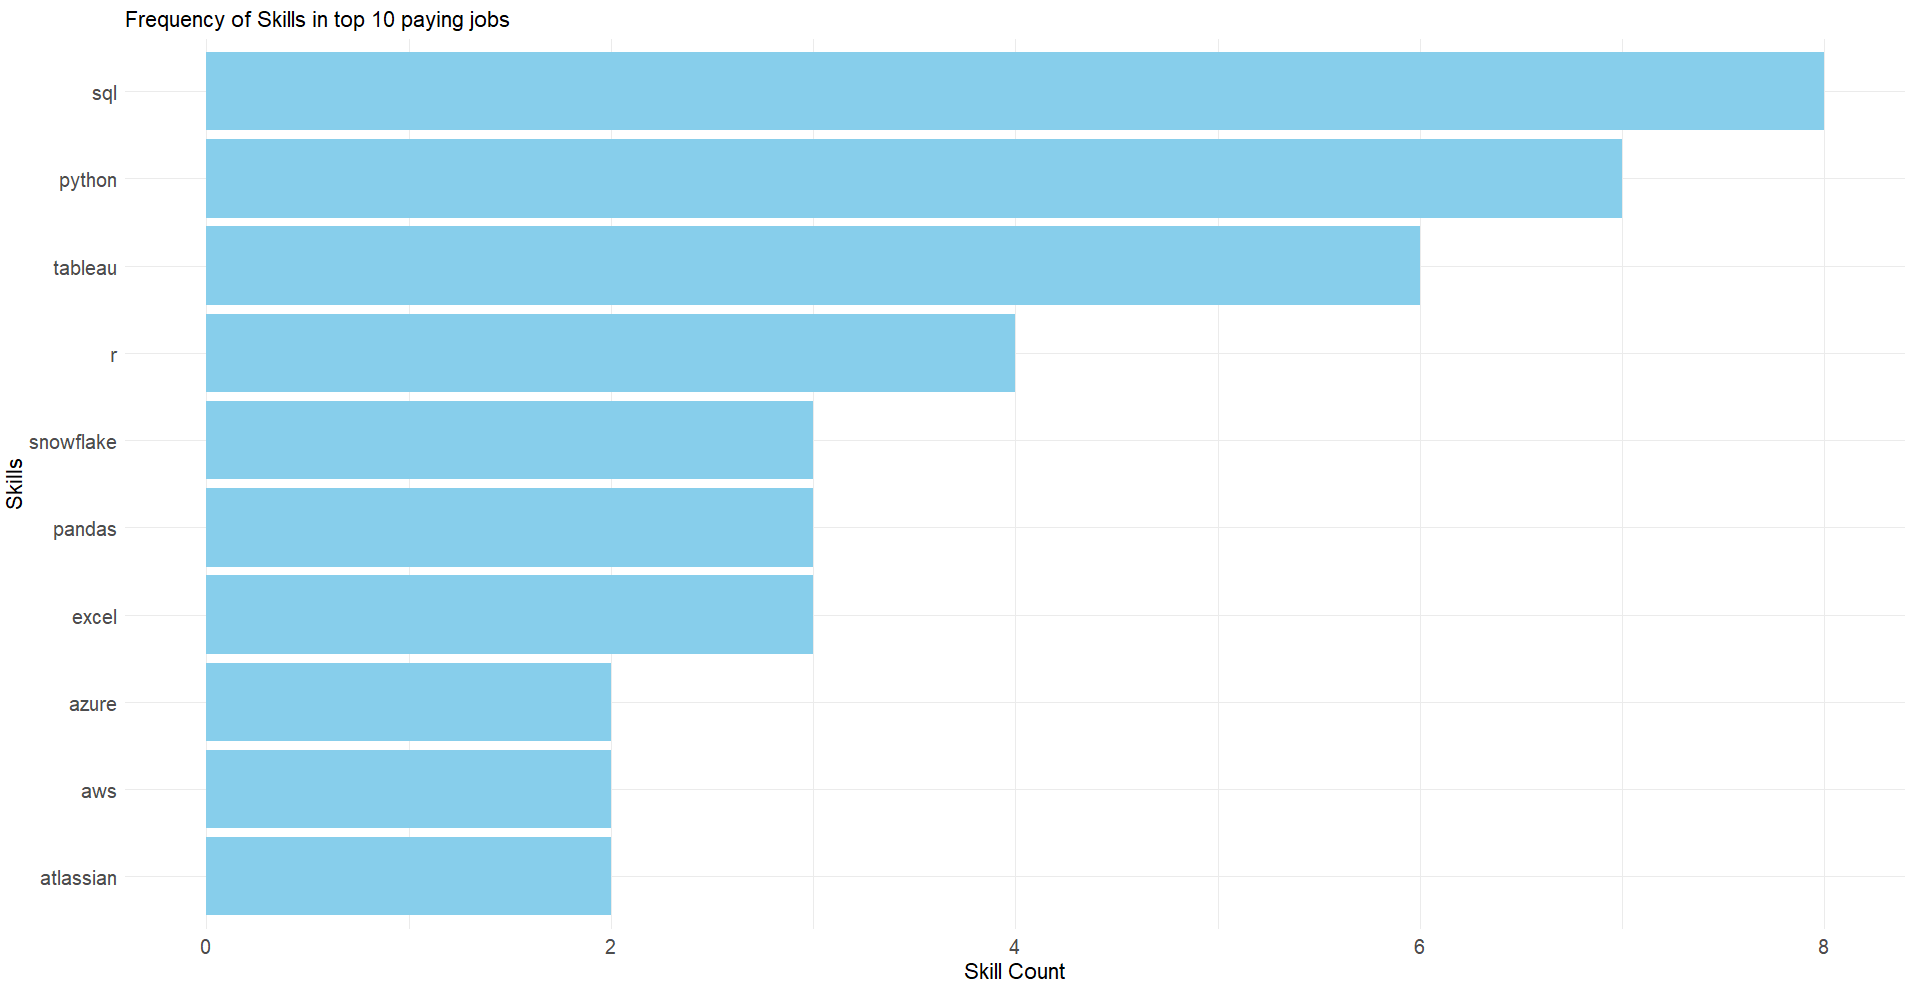 Frequency of Skills in top 10 paying jobs
sql
python
tableau
r
snowflake
pandas
excel
azure
aws
atlassian
Skills
0 2 4 6 8
Skill Count